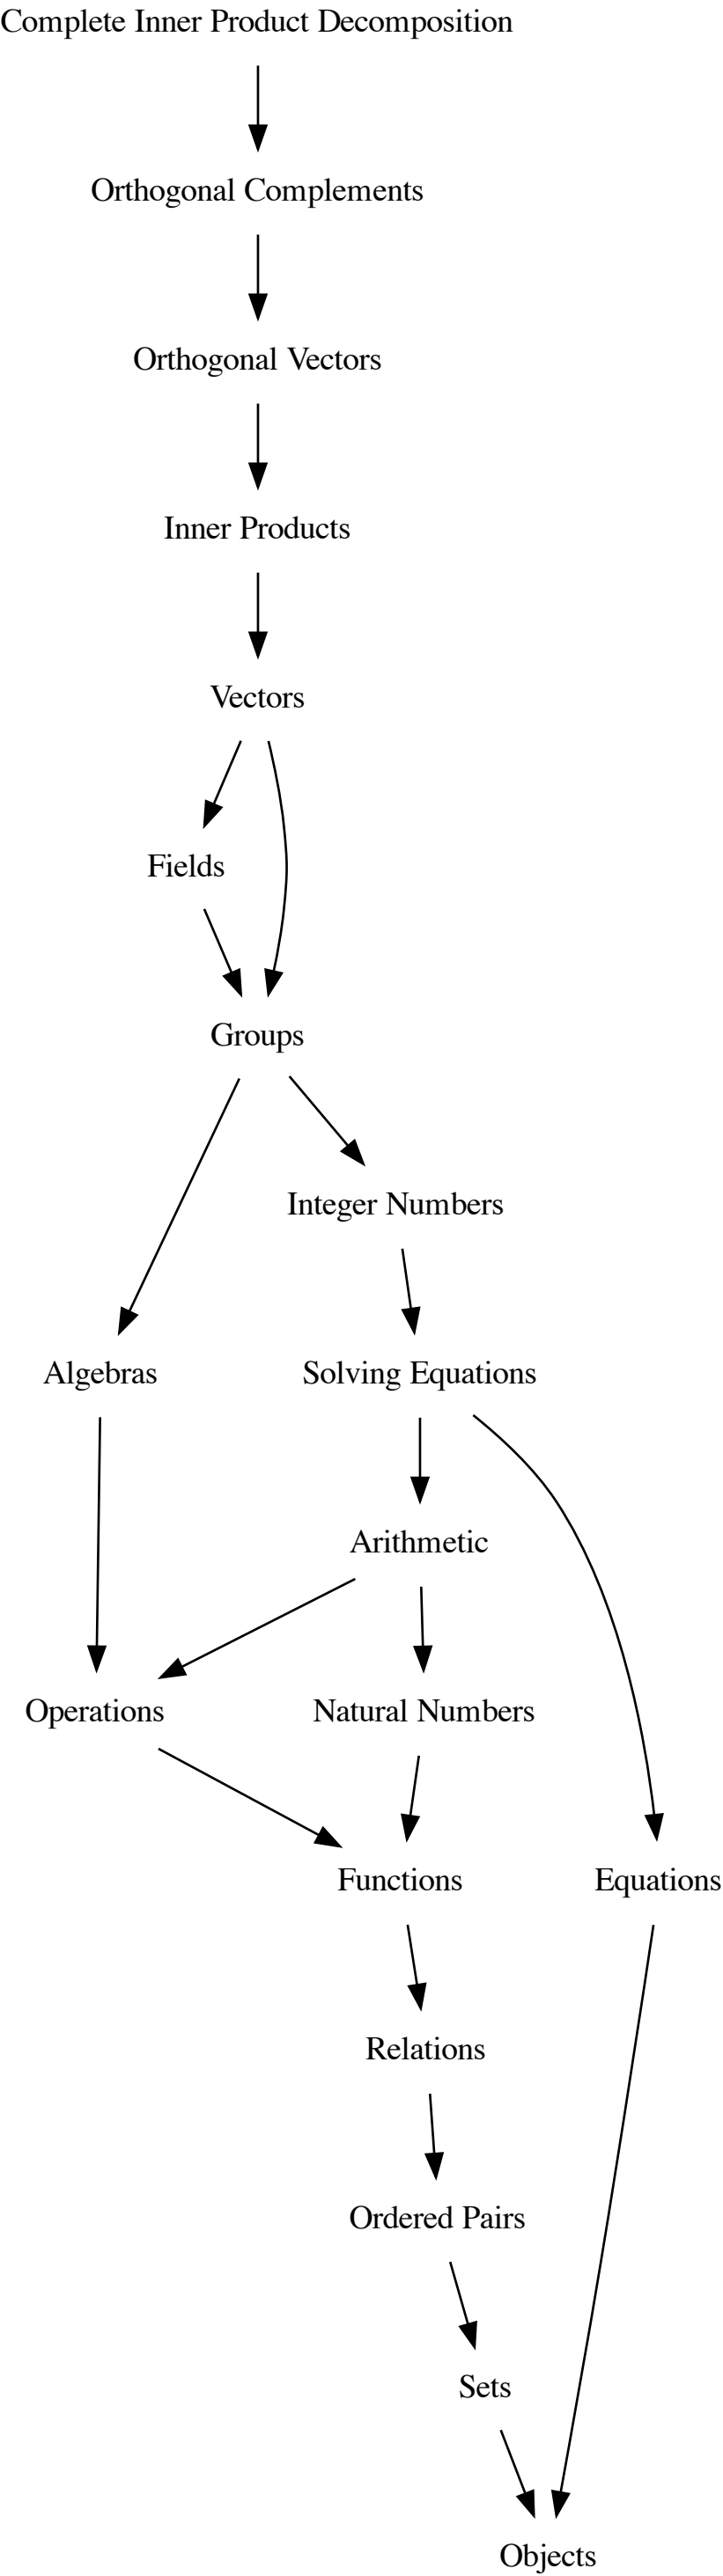 Complete Inner Product Decomposition
Orthogonal Complements
Orthogonal Vectors
Inner Products
Vectors
Fields
Groups
Integer Numbers
Algebras
Solving Equations
Arithmetic
Operations
Natural Numbers
Functions
Equations
Relations
Ordered Pairs
Sets
Objects